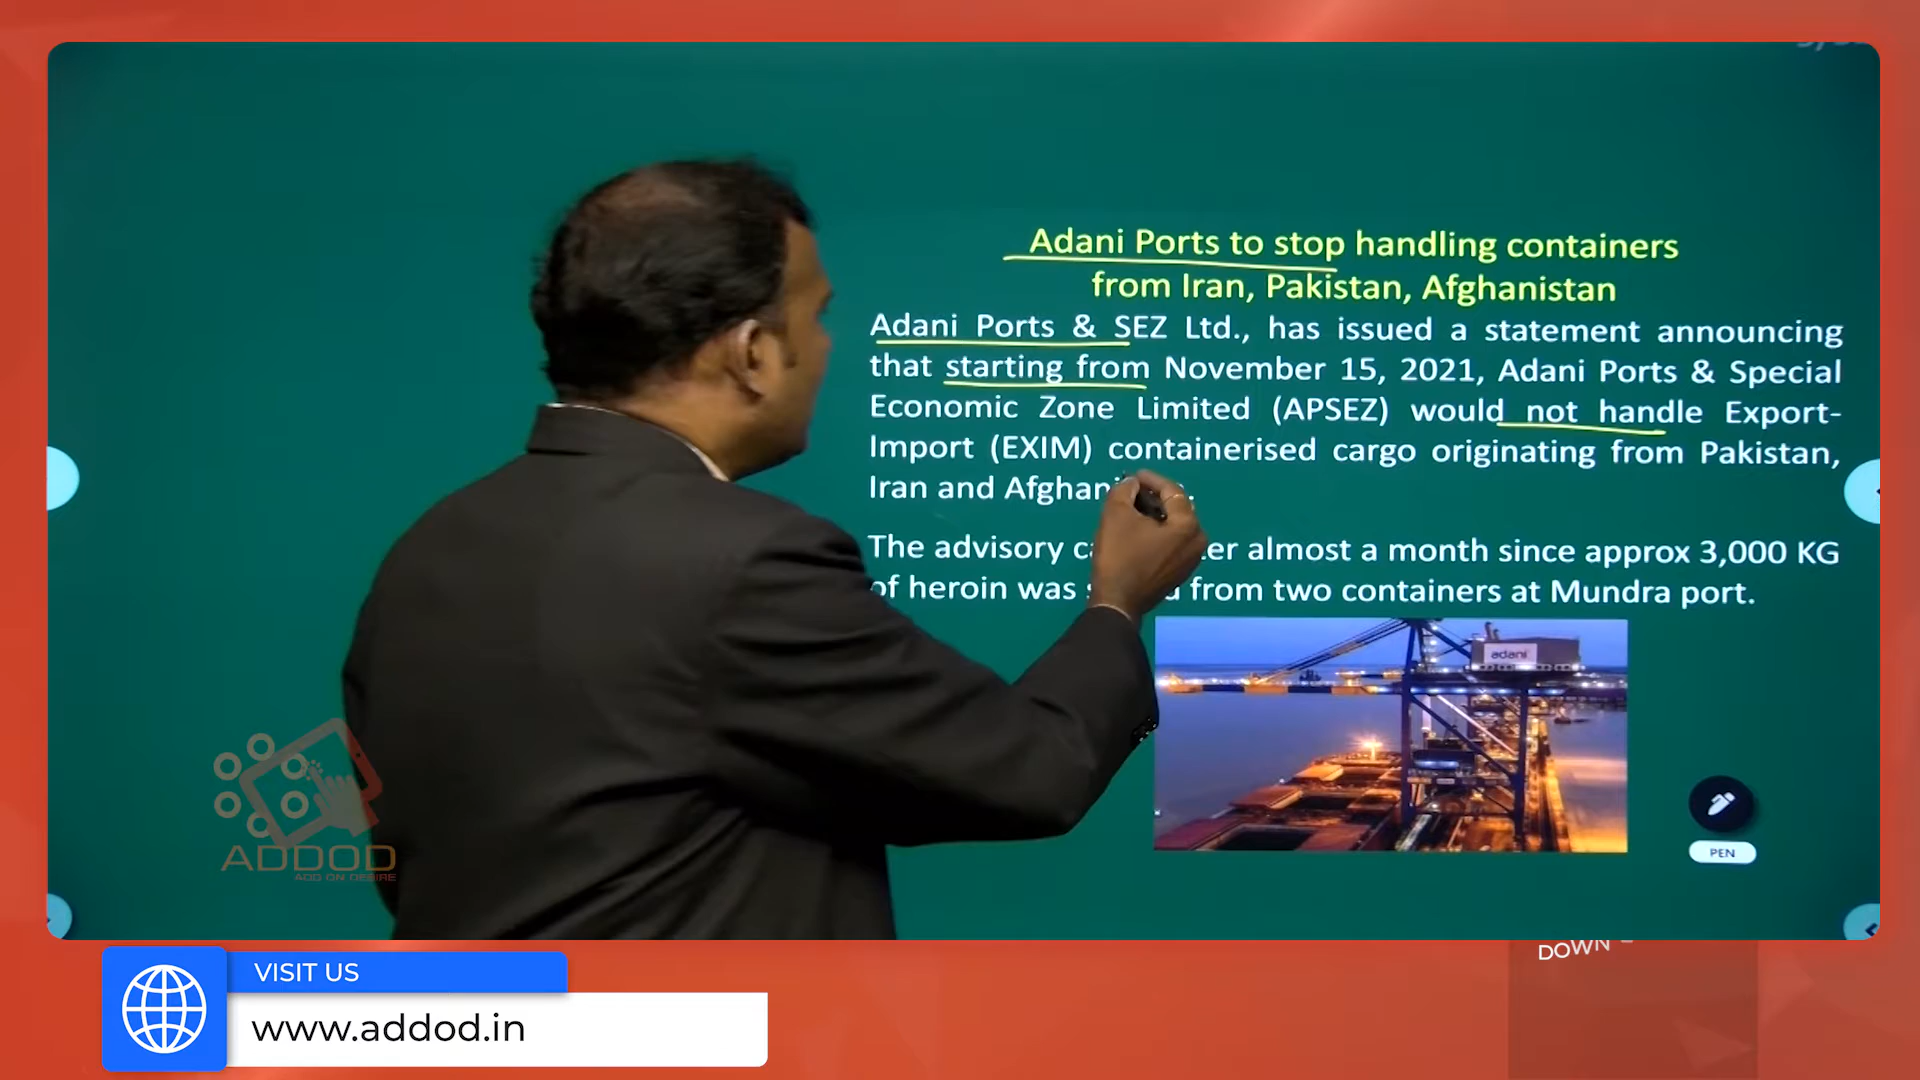 Adani Ports to stop handling containers
from Iran, Pakistan, Afghanistan
Adani Ports & SEZ Ltd., has issued a statement announcing
that starting from November 15, 2021, Adani Ports & Special
Economic Zone Limited (APSEZ) would not handle Export-
Import (EXIM) containerised cargo originating from Pakistan,
Iran and
The advisory almost a month since approx 3,000 KG
of heroin was from two containers at Mundra port.
adani
PEN
ADDOD
ADD ON DESIRE
DOWN
VISIT US
www.addod.in